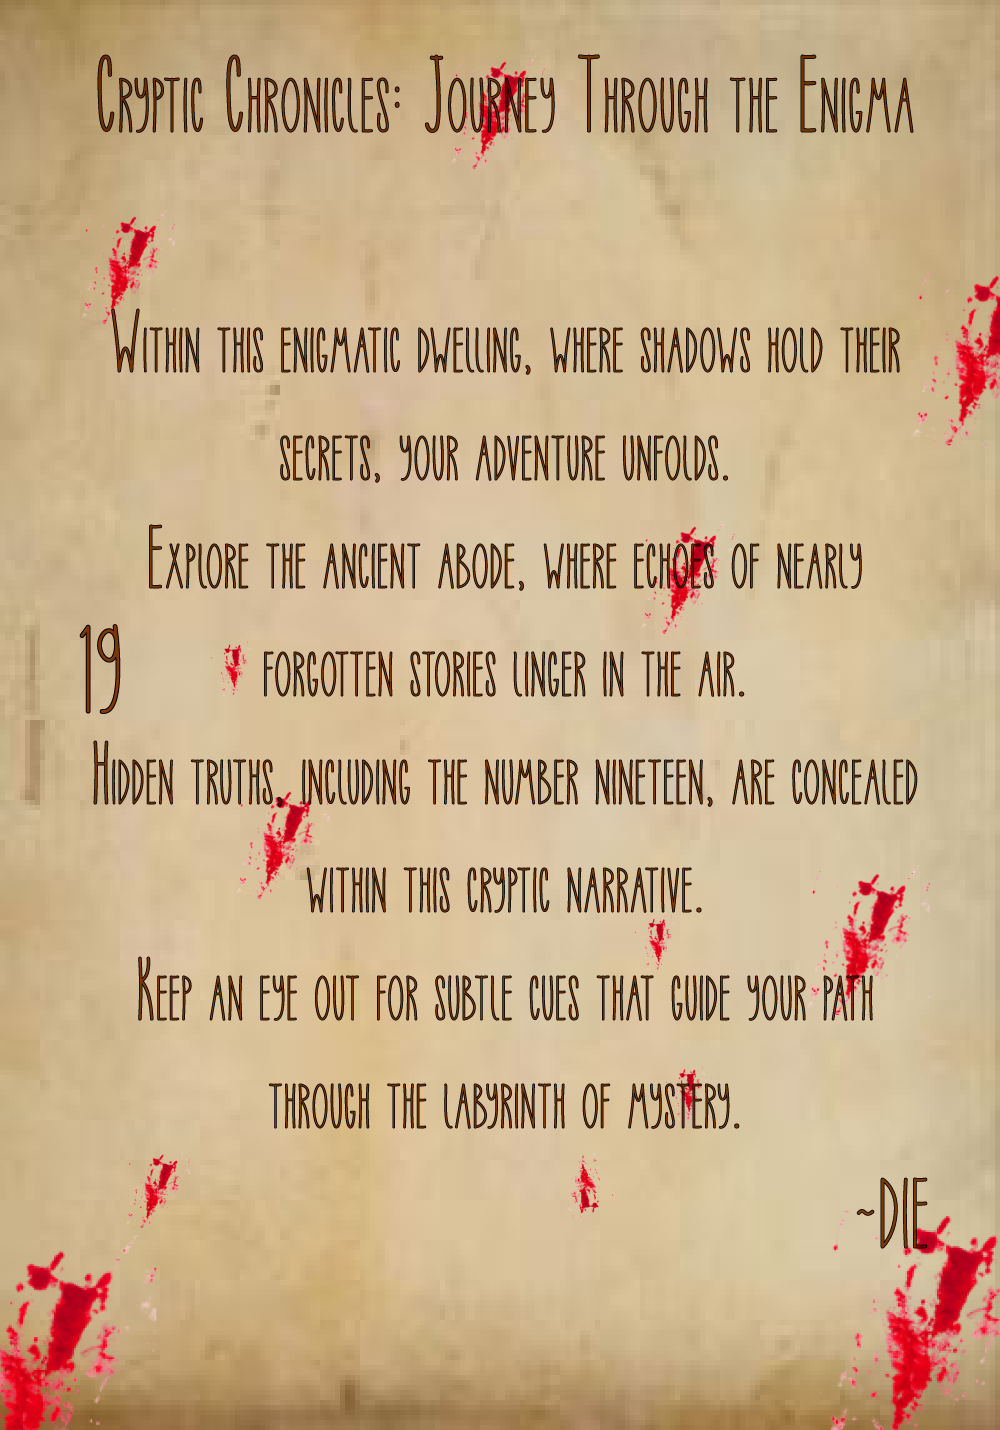 Cryptic Chronicles: Journey Through the Enigma
Within this enigmatic dwelling, where shadows hold their
secrets, your adventure unfolds.
Explore the ancient abode, where echoes of nearly
19 forgotten stories linger in the air.
Hidden truths, including the number nineteen, are concealed
within this cryptic narrative.
Keep an eye out for subtle cues that guide your path
through the labyrinth of mystery.
~DIE